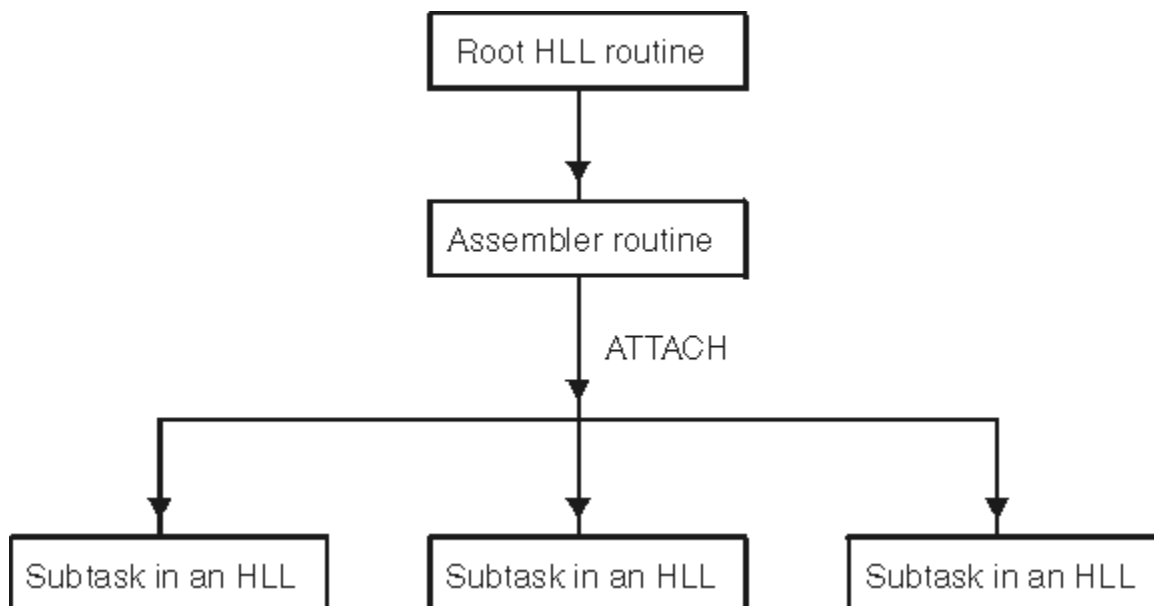 Root HLL routine
Assembler routine
ATTACH
Subtask in an HLL
Subtask in an HLL
Subtask in an HLL